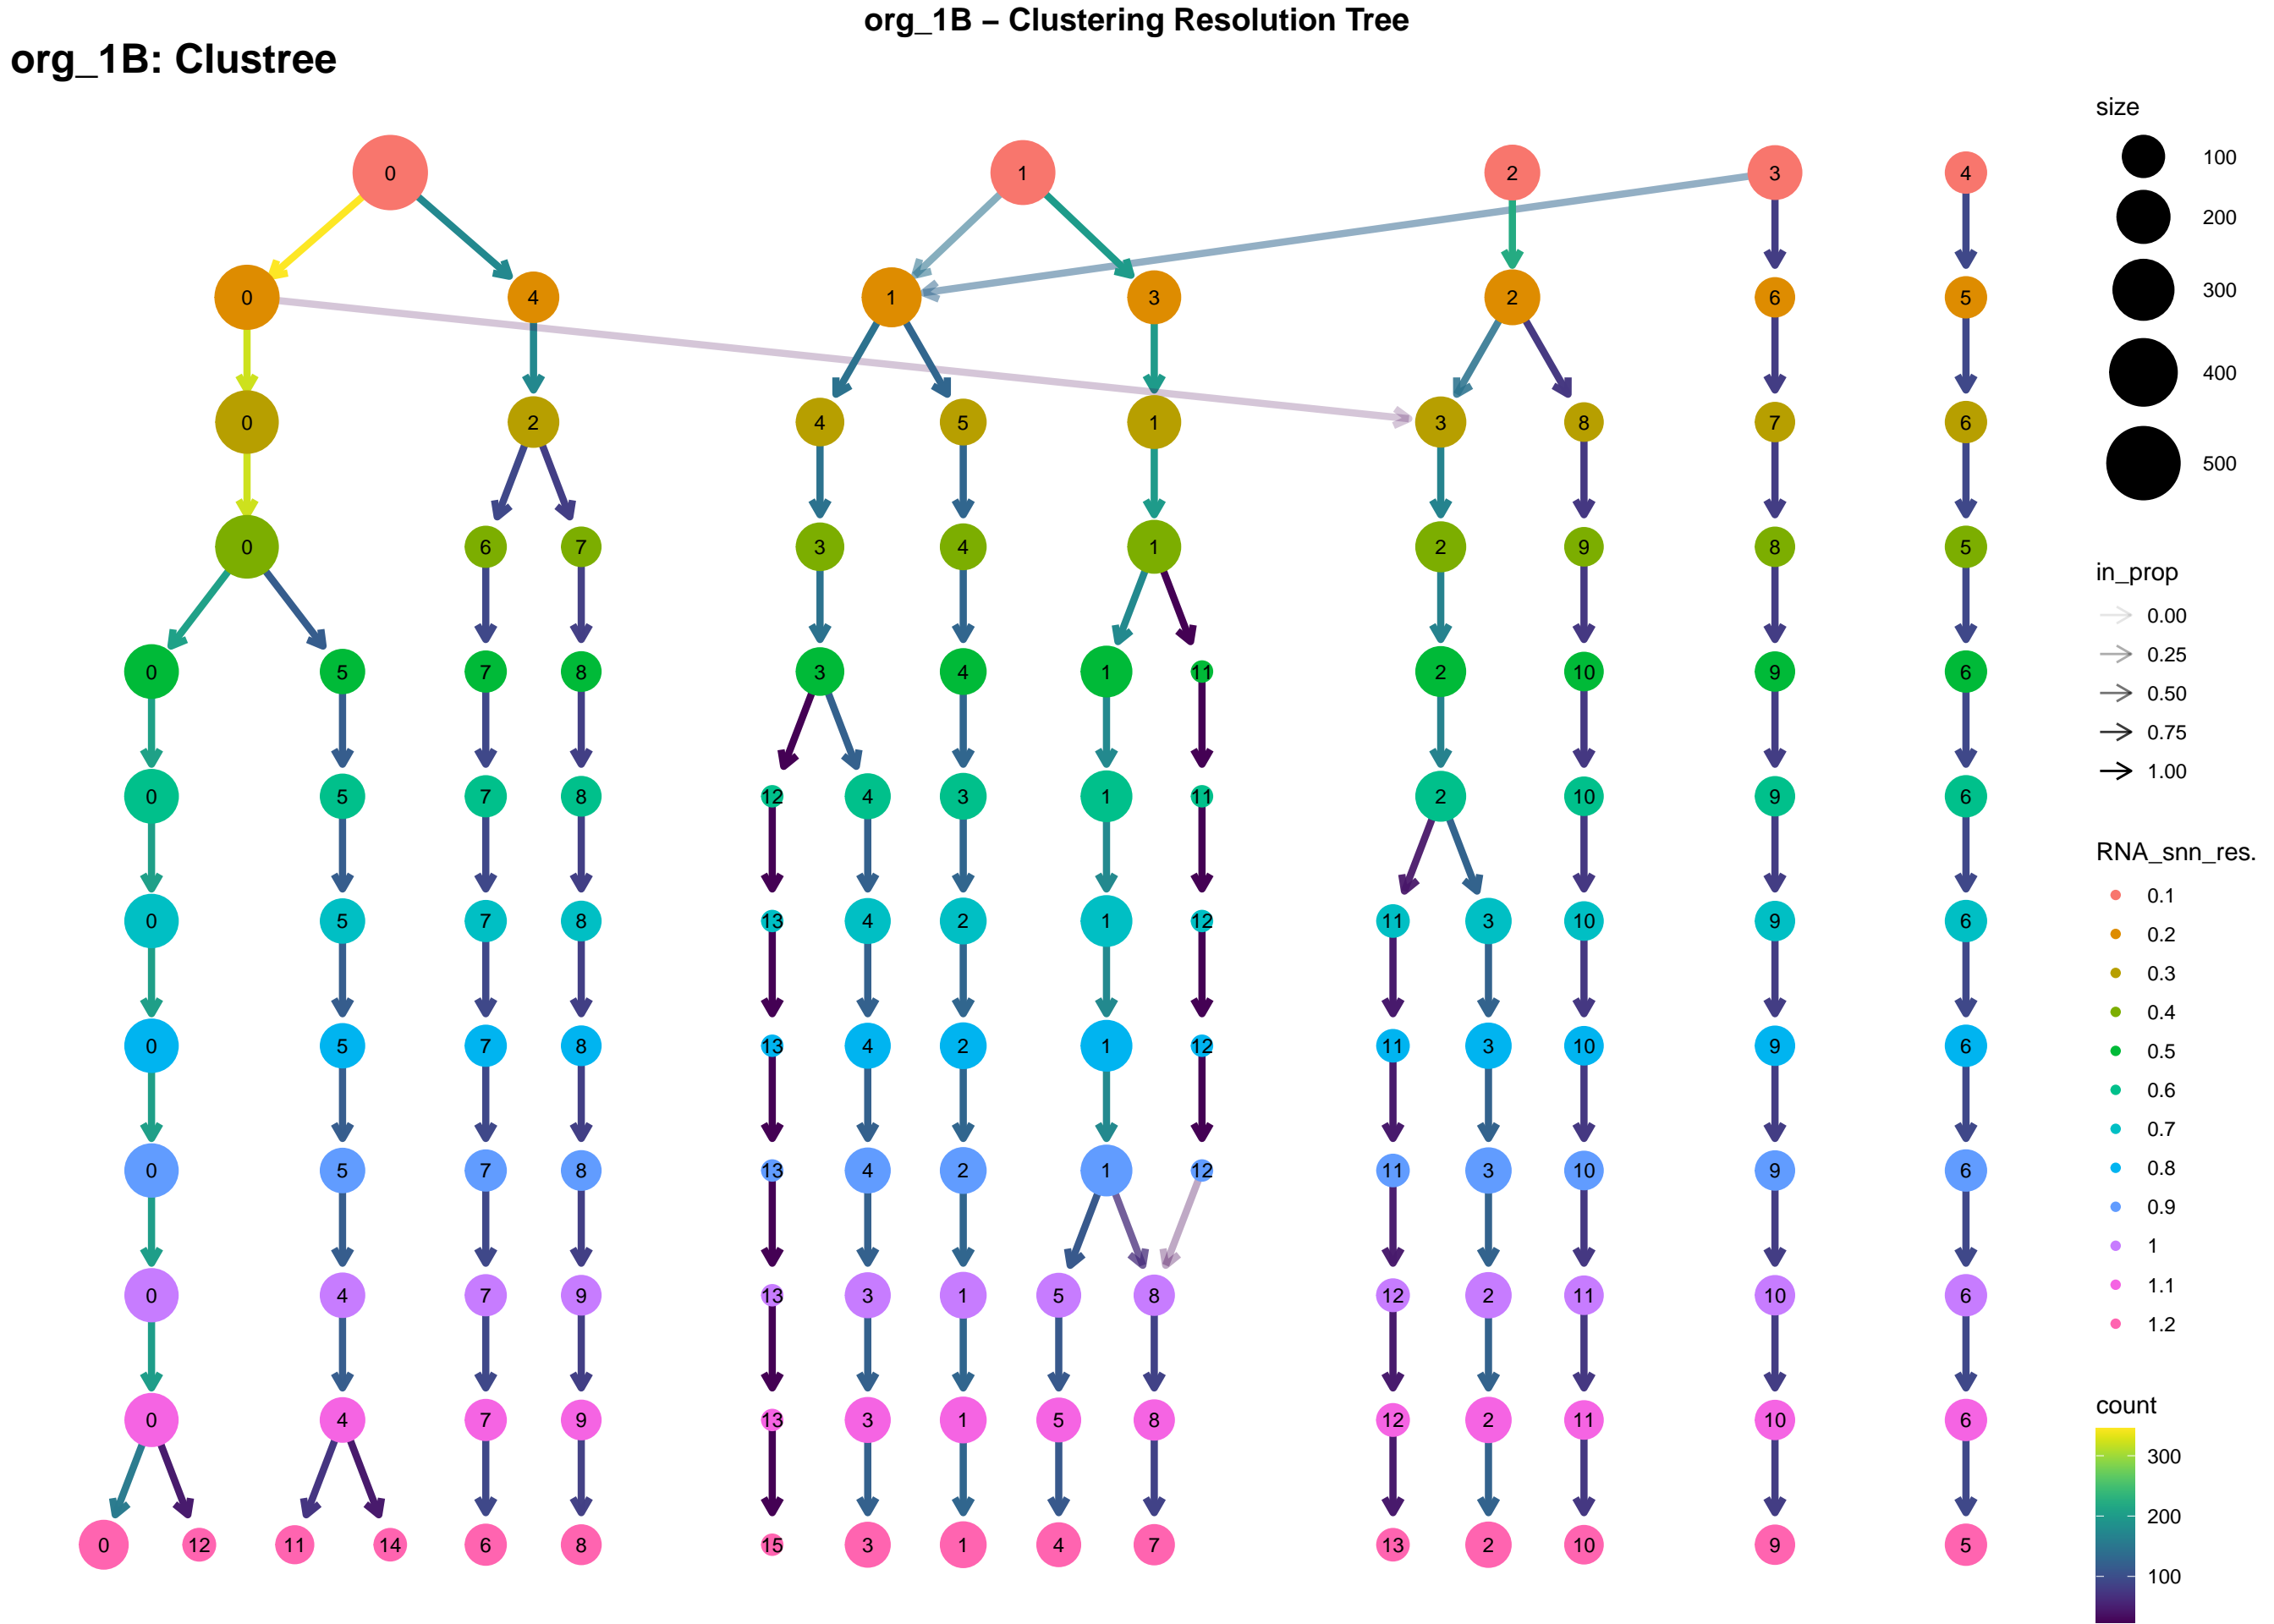 org_1B – Clustering Resolution Tree
org_1B: Clustree
0 1 2 3 4
0 4 1 3 2 6 5
0 2 4 5 1 3 8 7 6
0 6 7 3 4 1 2 9 8 5
0 5 7 8 3 4 1 11 2 10 9 6
0 5 7 8 12 4 3 1 11 2 10 9 6
0 5 7 8 13 4 2 1 12 11 3 10 9 6
0 5 7 8 13 4 2 1 12 11 3 10 9 6
0 5 7 8 13 4 2 1 12 11 3 10 9 6
0 4 7 9 13 3 1 5 8 12 2 11 10 6
0 4 7 9 13 3 1 5 8 12 2 11 10 6
0 12 11 14 6 8 15 3 1 4 7 13 2 10 9 5
size
100
200
300
400
500
in_prop
0.00
0.25
0.50
0.75
1.00
RNA_snn_res.
0.1
0.2
0.3
0.4
0.5
0.6
0.7
0.8
0.9
1
1.1
1.2
count
300
200
100